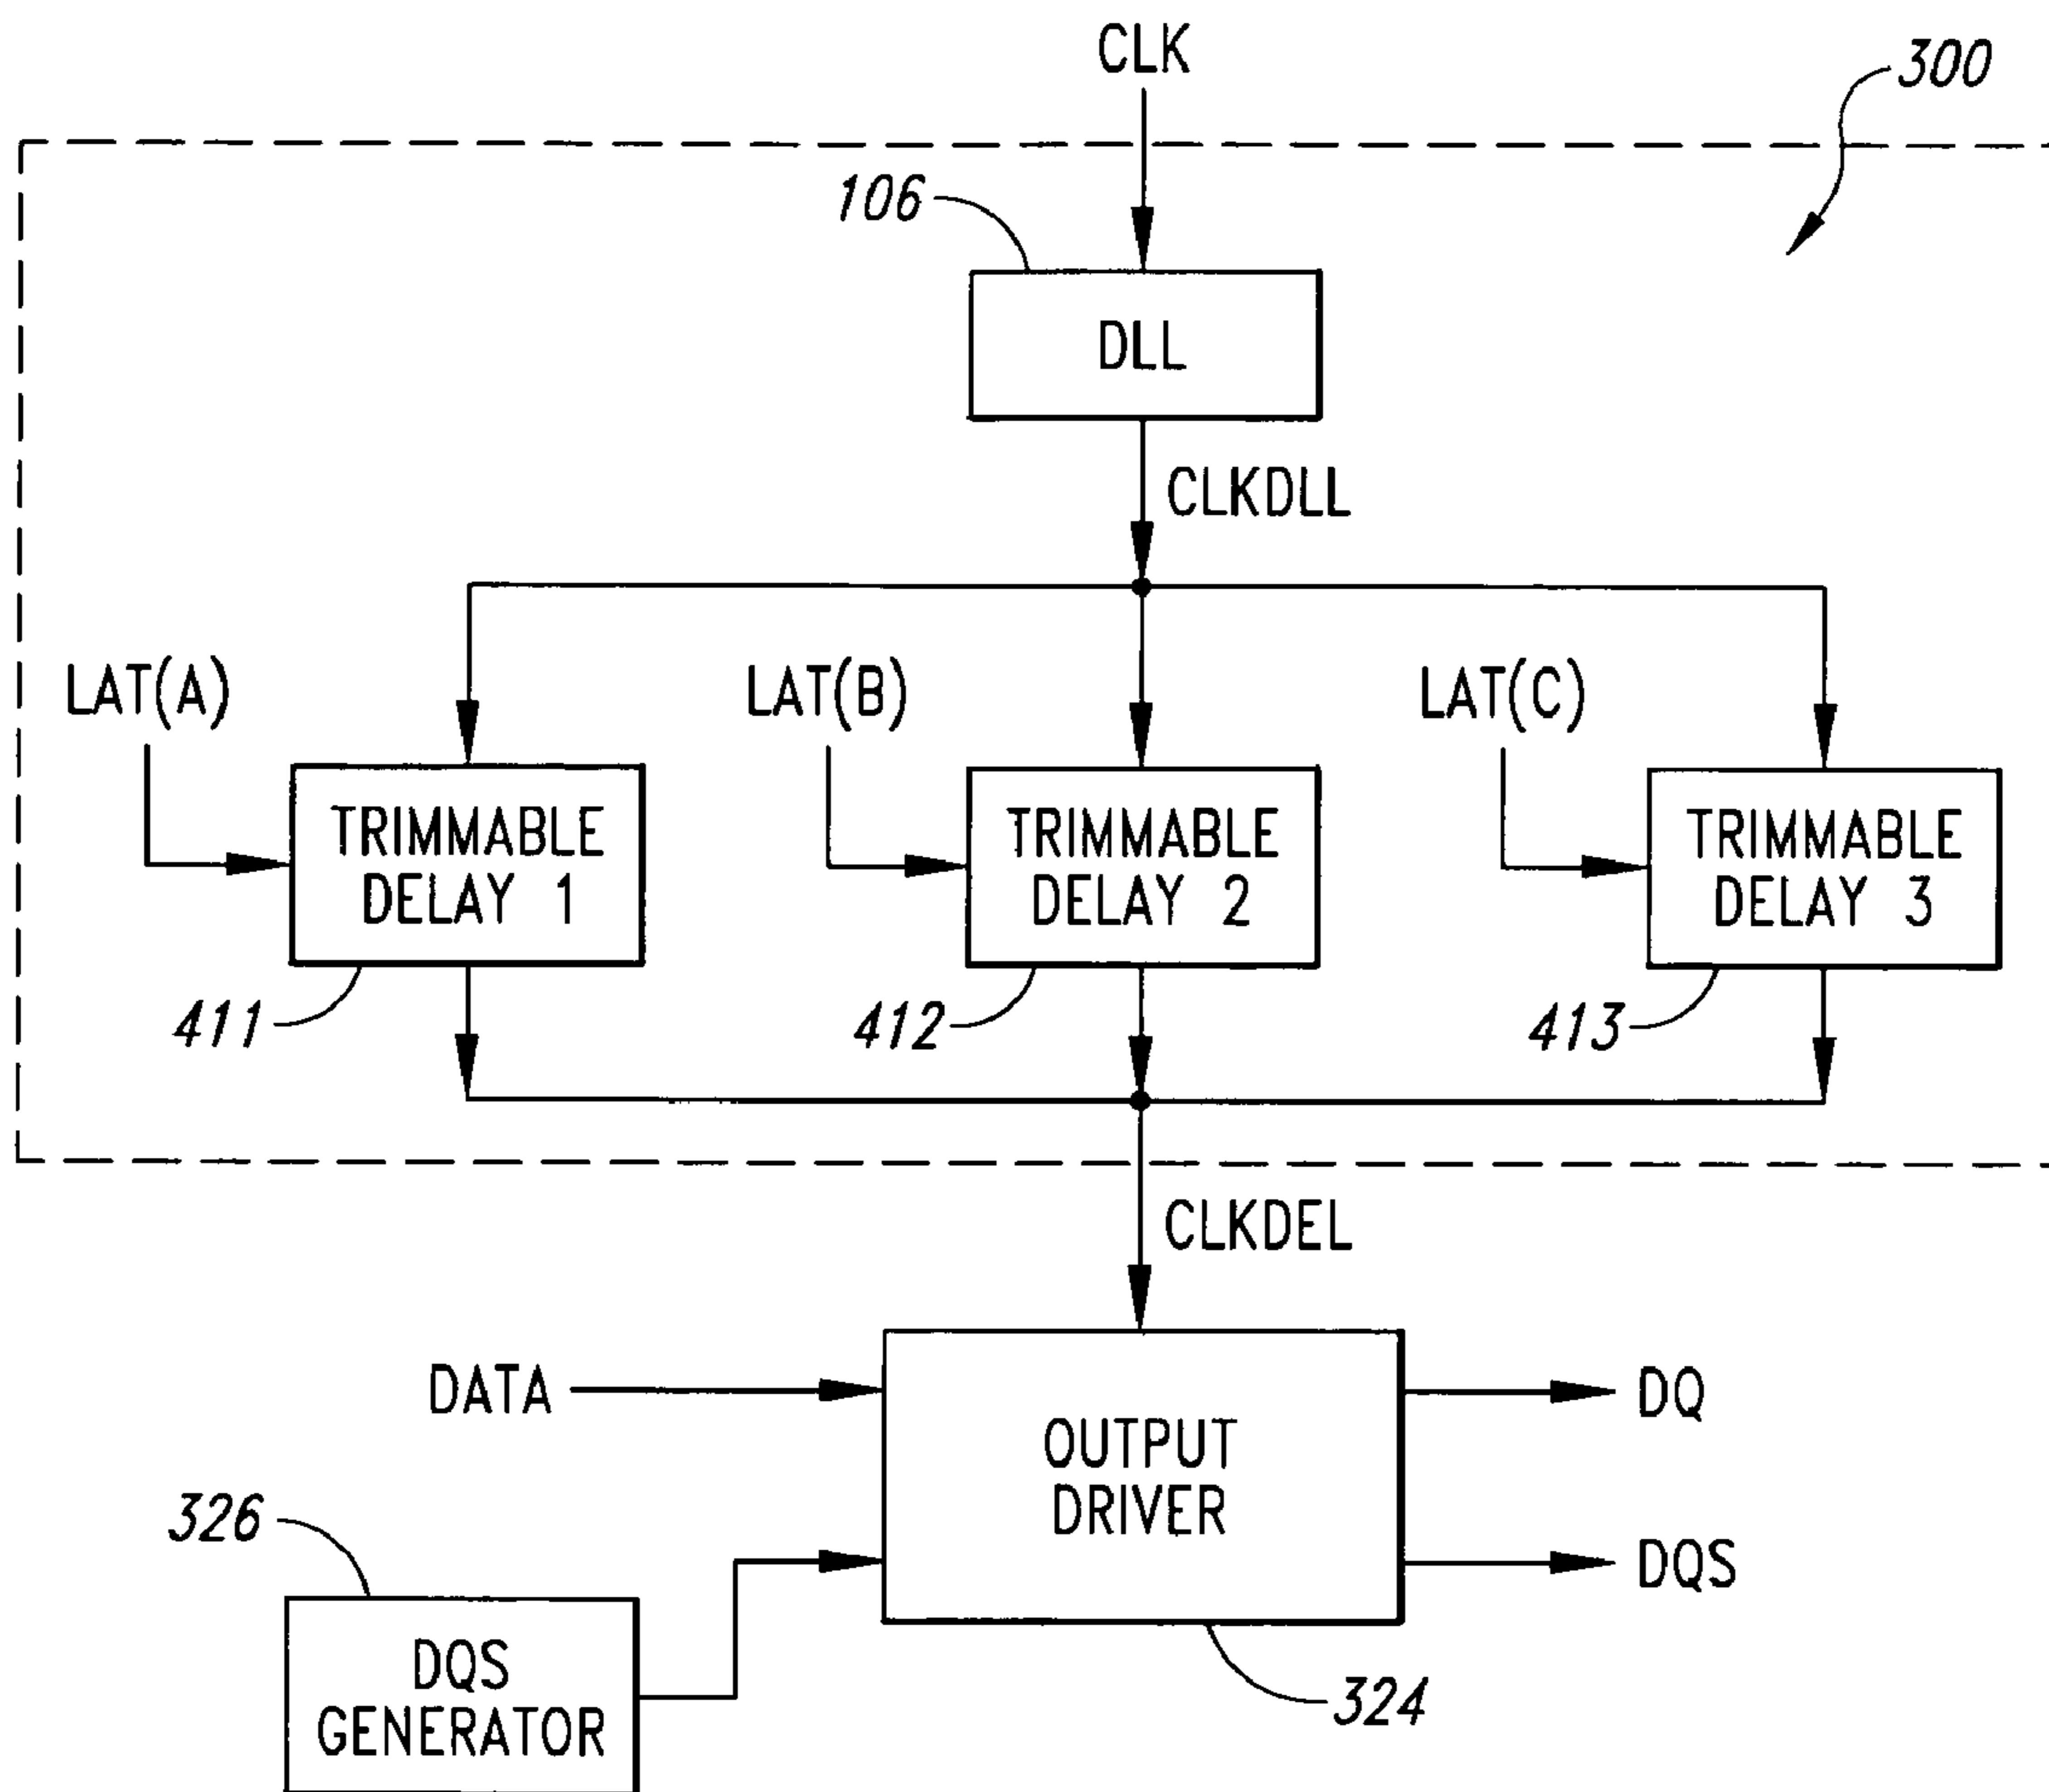 CLK
300
106
DLL
CLKDLL
LAT(A)
LAT(B)
LAT(C)
TRIMMABLE
DELAY 1
TRIMMABLE
DELAY 2
TRIMMABLE
DELAY 3
411
412
413
CLKDEL
DATA
OUTPUT
DRIVER
DQ
DQS
326
DQS
GENERATOR
324